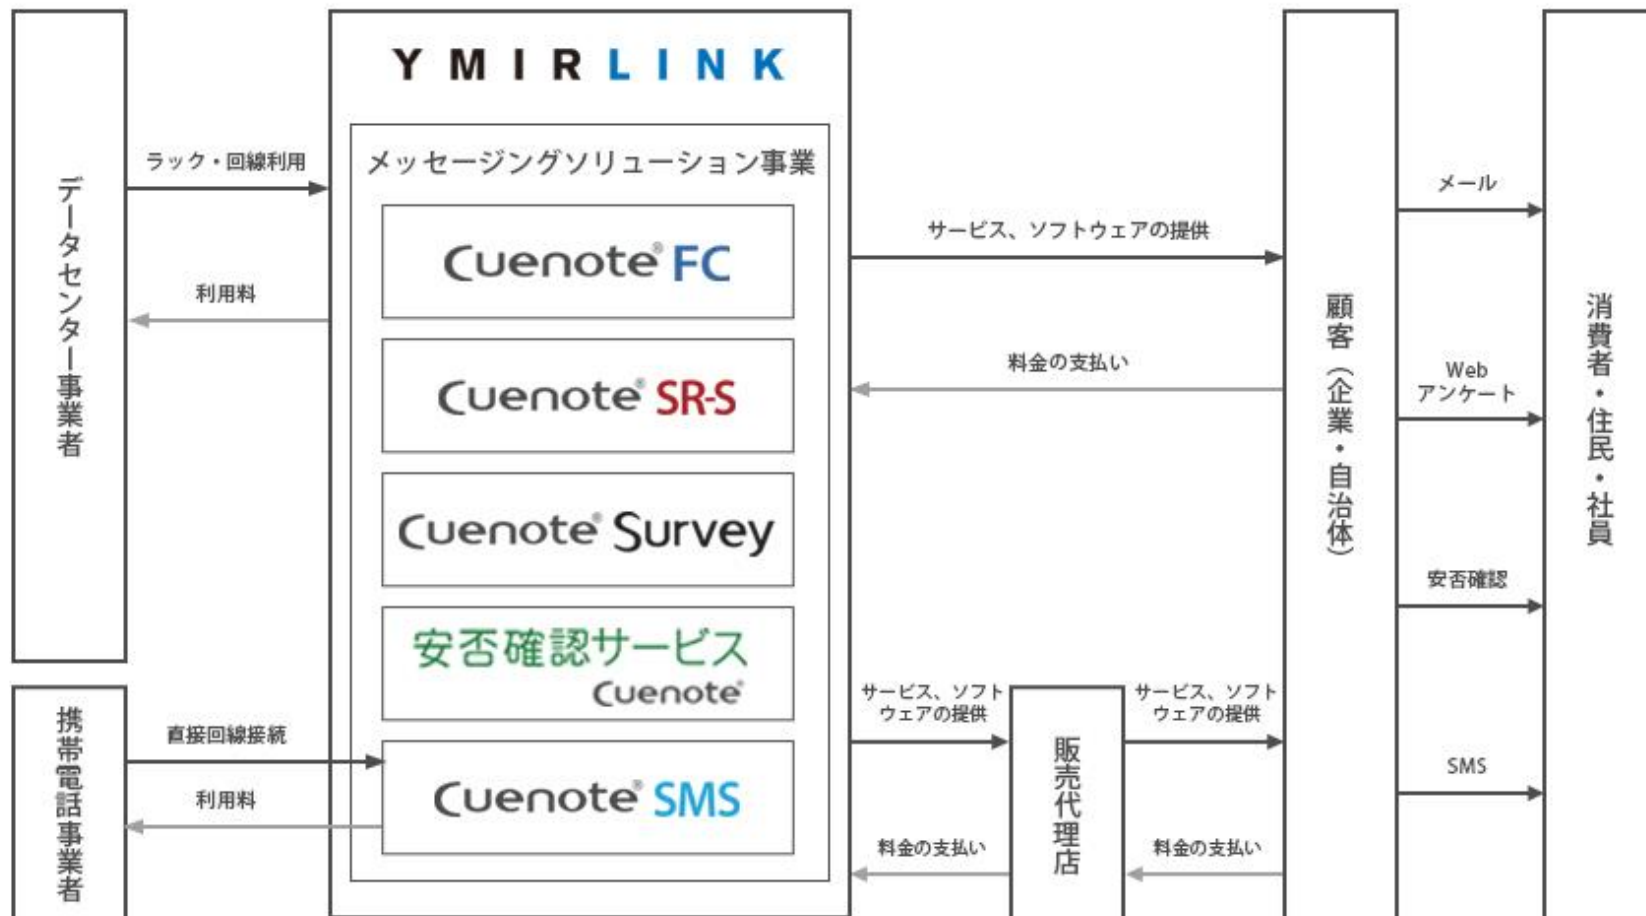 YMIRLINK
データセンター事業者
ラック・回線利用
利用料
メッセージングソリューション事業
Cuenote® FC
Cuenote® SR-S
Cuenote® Survey
安否確認サービス
Cuenote®
Cuenote® SMS
携帯電話事業者
直接回線接続
利用料
サービス、ソフトウェアの提供
料金の支払い
サービス、ソフト
ウェアの提供
料金の支払い
販売代理店
サービス、ソフト
ウェアの提供
料金の支払い
顧客（企業・自治体）
メール
Web
アンケート
安否確認
SMS
消費者・住民・社員